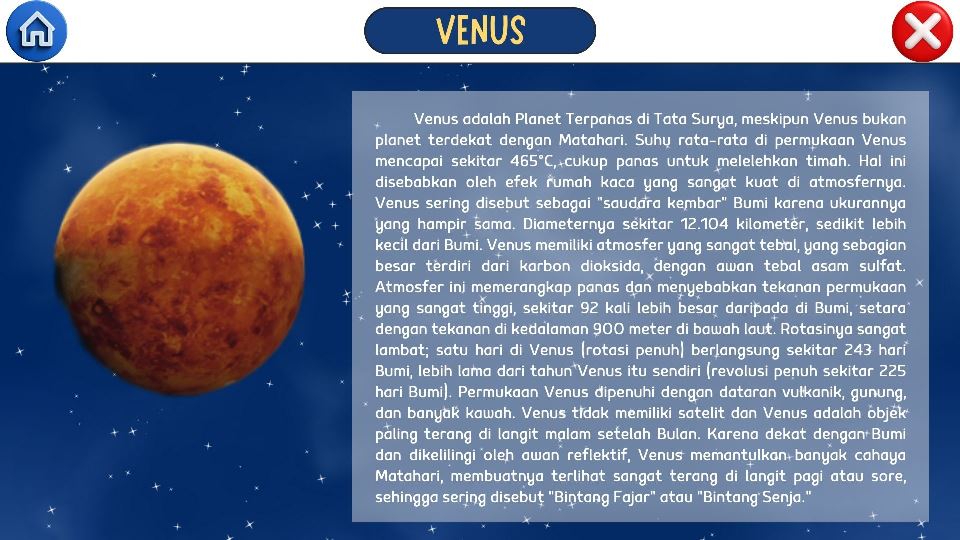 VENUS
Venus adalah Planet Terpanas di Tata Surya, meskipun Venus bukan
planet terdekat dengan Matahari. Suhu rata-rata di permukaan Venus
mencapai sekitar 465°C, cukup panas untuk melelehkan timah. Hal ini
disebabkan oleh efek rumah kaca yang sangat kuat di atmosfernya.
Venus sering disebut sebagai "saudara kembar" Bumi karena ukurannya
yang hampir sama. Diameternya sekitar 12.104 kilometer, sedikit lebih
kecil dari Bumi. Venus memiliki atmosfer yang sangat tebal, yang sebagian
besar terdiri dari karbon dioksida, dengan awan tebal asam sulfat.
Atmosfer ini memerangkap panas dan menyebabkan tekanan permukaan
yang sangat tinggi, sekitar 92 kali lebih besar daripada di Bumi, setara
dengan tekanan di kedalaman 900 meter di bawah laut. Rotasinya sangat
lambat; satu hari di Venus (rotasi penuh) berlangsung sekitar 243 hari
Bumi, lebih lama dari tahun Venus itu sendiri (revolusi penuh sekitar 225
hari Bumi). Permukaan Venus dipenuhi dengan dataran vulkanik, gunung,
dan banyak kawah. Venus tidak memiliki satelit dan Venus adalah objek
paling terang di langit malam setelah Bulan. Karena dekat dengan Bumi
dan dikelilingi oleh awan reflektif, Venus memantulkan banyak cahaya
Matahari, membuatnya terlihat sangat terang di langit pagi atau sore,
sehingga sering disebut "Bintang Fajar" atau "Bintang Senja."